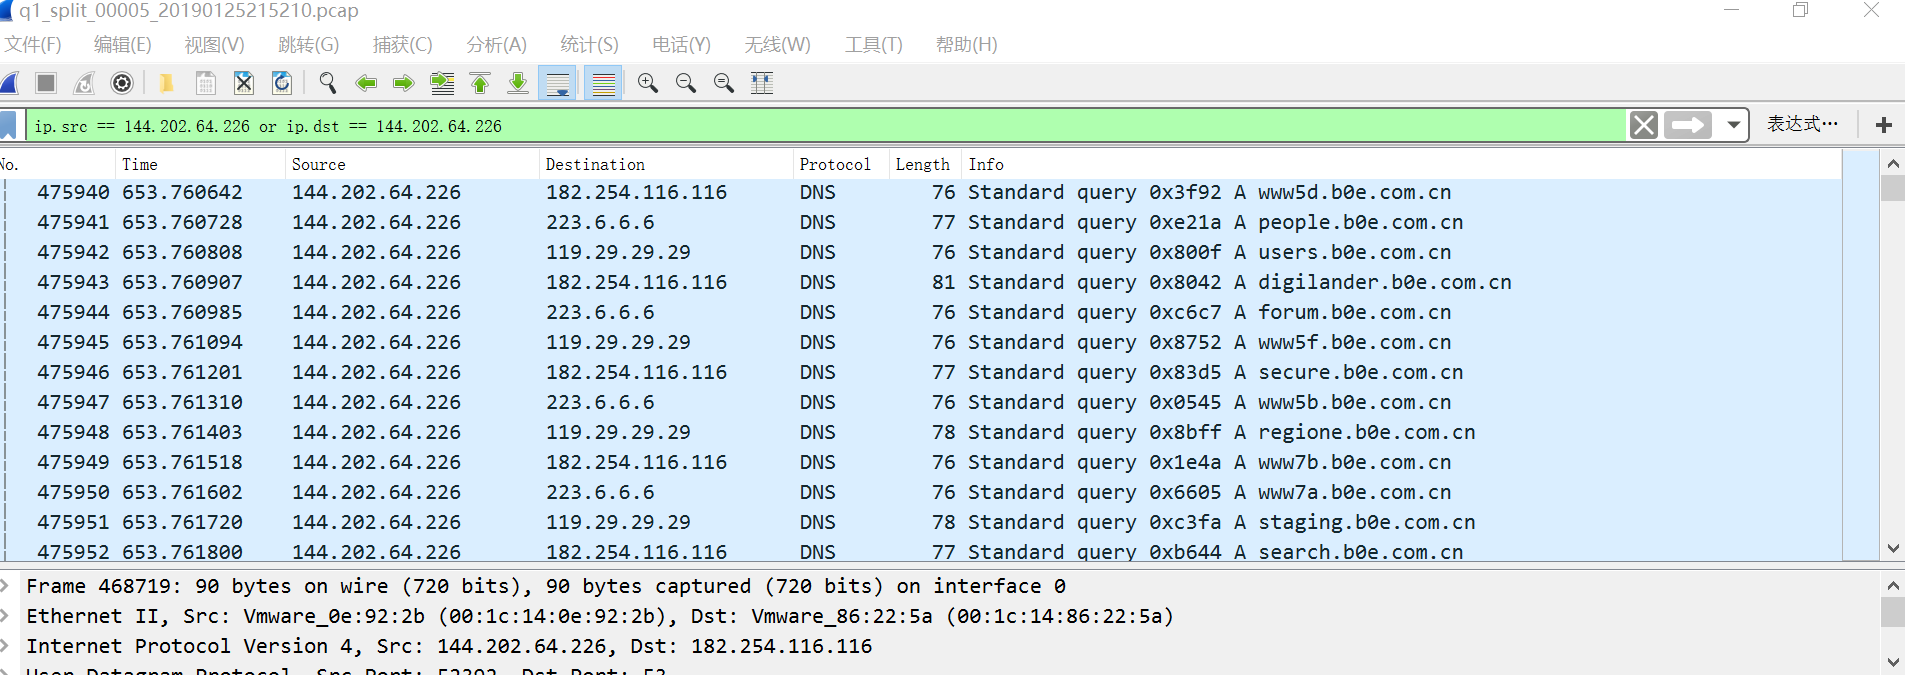 q1_split_00005_20190125215210.pcap
文件(F) 编辑(E) 视图(V) 跳转(G) 捕获(C) 分析(A) 统计(S) 电话(Y) 无线(W) 工具(T) 帮助(H)
ip.src == 144.202.64.226 or ip.dst == 144.202.64.226 表达式…
No. Time Source Destination Protocol Length Info
475940 653.760642 144.202.64.226 182.254.116.116 DNS 76 Standard query 0x3f92 A www5d.b0e.com.cn
475941 653.760728 144.202.64.226 223.6.6.6 DNS 77 Standard query 0xe21a A people.b0e.com.cn
475942 653.760808 144.202.64.226 119.29.29.29 DNS 76 Standard query 0x800f A users.b0e.com.cn
475943 653.760907 144.202.64.226 182.254.116.116 DNS 81 Standard query 0x8042 A digilander.b0e.com.cn
475944 653.760985 144.202.64.226 223.6.6.6 DNS 76 Standard query 0xc6c7 A forum.b0e.com.cn
475945 653.761094 144.202.64.226 119.29.29.29 DNS 76 Standard query 0x8752 A www5f.b0e.com.cn
475946 653.761201 144.202.64.226 182.254.116.116 DNS 77 Standard query 0x83d5 A secure.b0e.com.cn
475947 653.761310 144.202.64.226 223.6.6.6 DNS 76 Standard query 0x0545 A www5b.b0e.com.cn
475948 653.761403 144.202.64.226 119.29.29.29 DNS 78 Standard query 0x8bff A regione.b0e.com.cn
475949 653.761518 144.202.64.226 182.254.116.116 DNS 76 Standard query 0x1e4a A www7b.b0e.com.cn
475950 653.761602 144.202.64.226 223.6.6.6 DNS 76 Standard query 0x6605 A www7a.b0e.com.cn
475951 653.761720 144.202.64.226 119.29.29.29 DNS 78 Standard query 0xc3fa A staging.b0e.com.cn
475952 653.761800 144.202.64.226 182.254.116.116 DNS 77 Standard query 0xb644 A search.b0e.com.cn
Frame 468719: 90 bytes on wire (720 bits), 90 bytes captured (720 bits) on interface 0
Ethernet II, Src: Vmware_0e:92:2b (00:1c:14:0e:92:2b), Dst: Vmware_86:22:5a (00:1c:14:86:22:5a)
Internet Protocol Version 4, Src: 144.202.64.226, Dst: 182.254.116.116
User Datagram Protocol, Src Port: 52392, Dst Port: 53